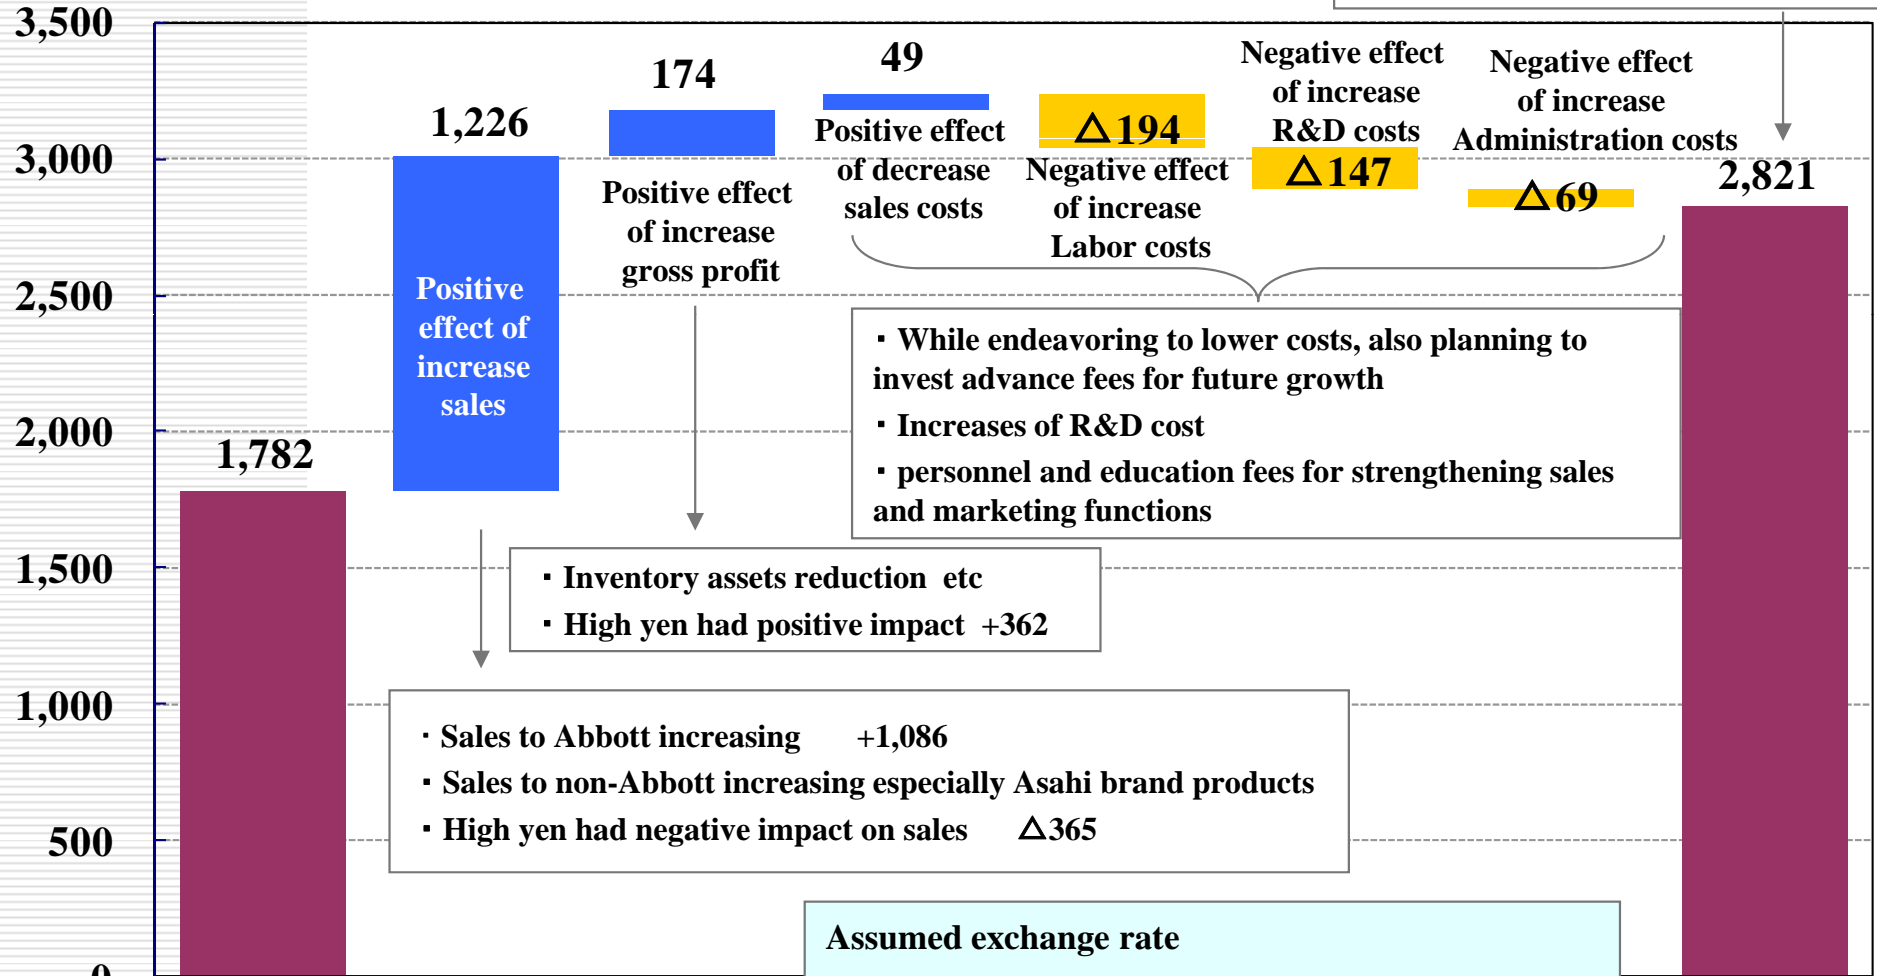 3,500
3,000
2,500
2,000
1,500
1,000
500
0
1,782
1,226
Positive
effect of
increase
sales
174
Positive effect
of increase
gross profit
49
Positive effect
of decrease
sales costs
△194
Negative effect
of increase
Labor costs
Negative effect
of increase
R&D costs
△147
Negative effect
of increase
Administration costs
△69
2,821
・While endeavoring to lower costs, also planning to
invest advance fees for future growth
・Increases of R&D cost
・personnel and education fees for strengthening sales
and marketing functions
・Inventory assets reduction  etc
・High yen had positive impact  +362
・Sales to Abbott increasing  +1,086
・Sales to non-Abbott increasing especially Asahi brand products
・High yen had negative impact on sales  △365
Assumed exchange rate